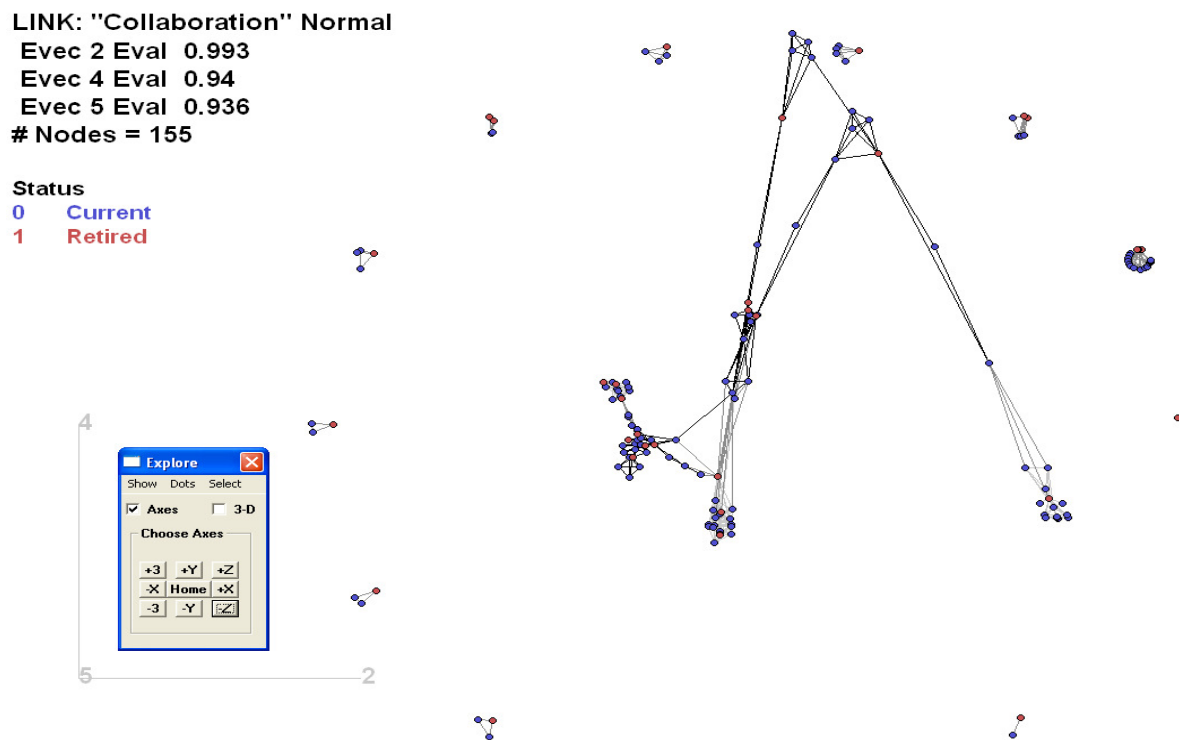 LINK: "Collaboration" Normal
Evec 2 Eval 0.993
Evec 4 Eval 0.94
Evec 5 Eval 0.936
# Nodes = 155
Status
0 Current
1 Retired
4
Explore
Show Dots Select
Axes 3-D
Choose Axes
+3 +Y +Z
-X Home +X
-3 -Y -Z
5 2